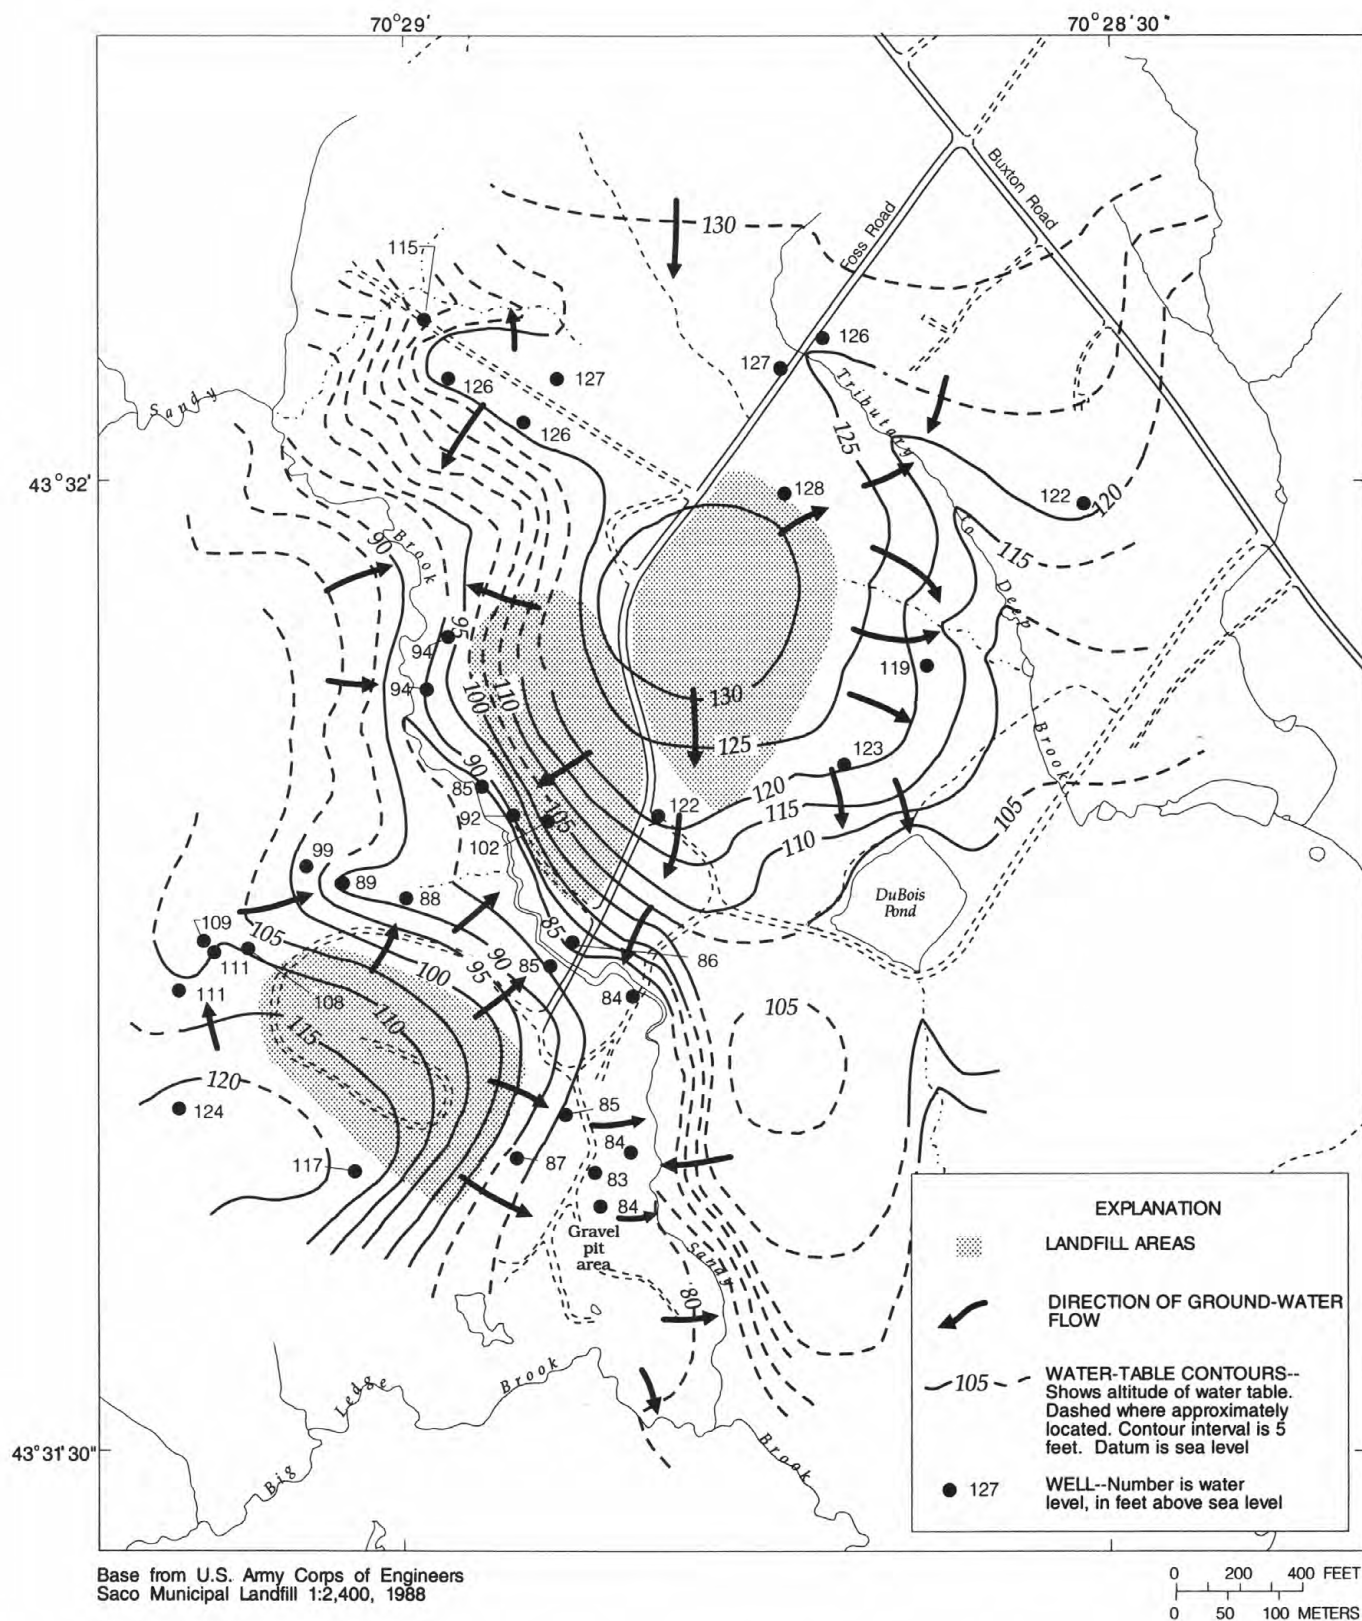 70°29'
70°28'30"
Buxton Road
Foss Road
130
115
126
127
127
126
126
Sandy
Tributary
125
43°32'
128
122
120
115
to
Deep
Brook
90
Brook
95
94
94
119
100
110
130
125
123
90
85
120
115
110
105
122
92
102
105
99
89
88
DuBois
Pond
109
111
111
105
108
100
95
90
85
85
86
84
110
115
105
120
124
117
85
84
87
83
84
Gravel
pit
area
Sandy
80
Big
Ledge
Brook
Brook
43°31'30"
EXPLANATION
LANDFILL AREAS
DIRECTION OF GROUND-WATER
FLOW
105
WATER-TABLE CONTOURS--
Shows altitude of water table.
Dashed where approximately
located. Contour interval is 5
feet. Datum is sea level
127
WELL--Number is water
level, in feet above sea level
Base from U.S. Army Corps of Engineers
Saco Municipal Landfill 1:2,400, 1988
0 200 400 FEET
0 50 100 METERS